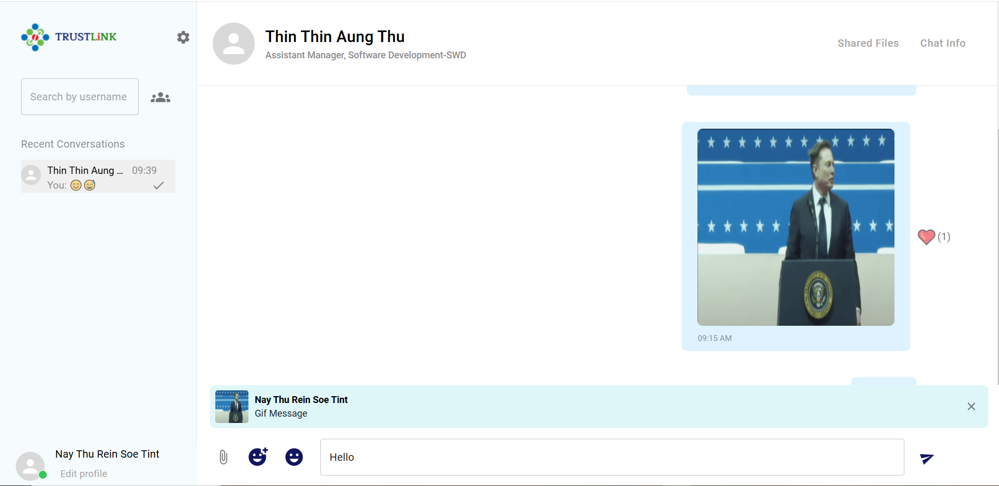 TRUSTLiNK
Search by username
Recent Conversations
Thin Thin Aung ... 09:39
You: 😊😅
Nay Thu Rein Soe Tint
Edit profile
Thin Thin Aung Thu
Assistant Manager, Software Development-SWD
Shared Files
Chat Info
09:15 AM
(1)
Nay Thu Rein Soe Tint
Gif Message
Hello